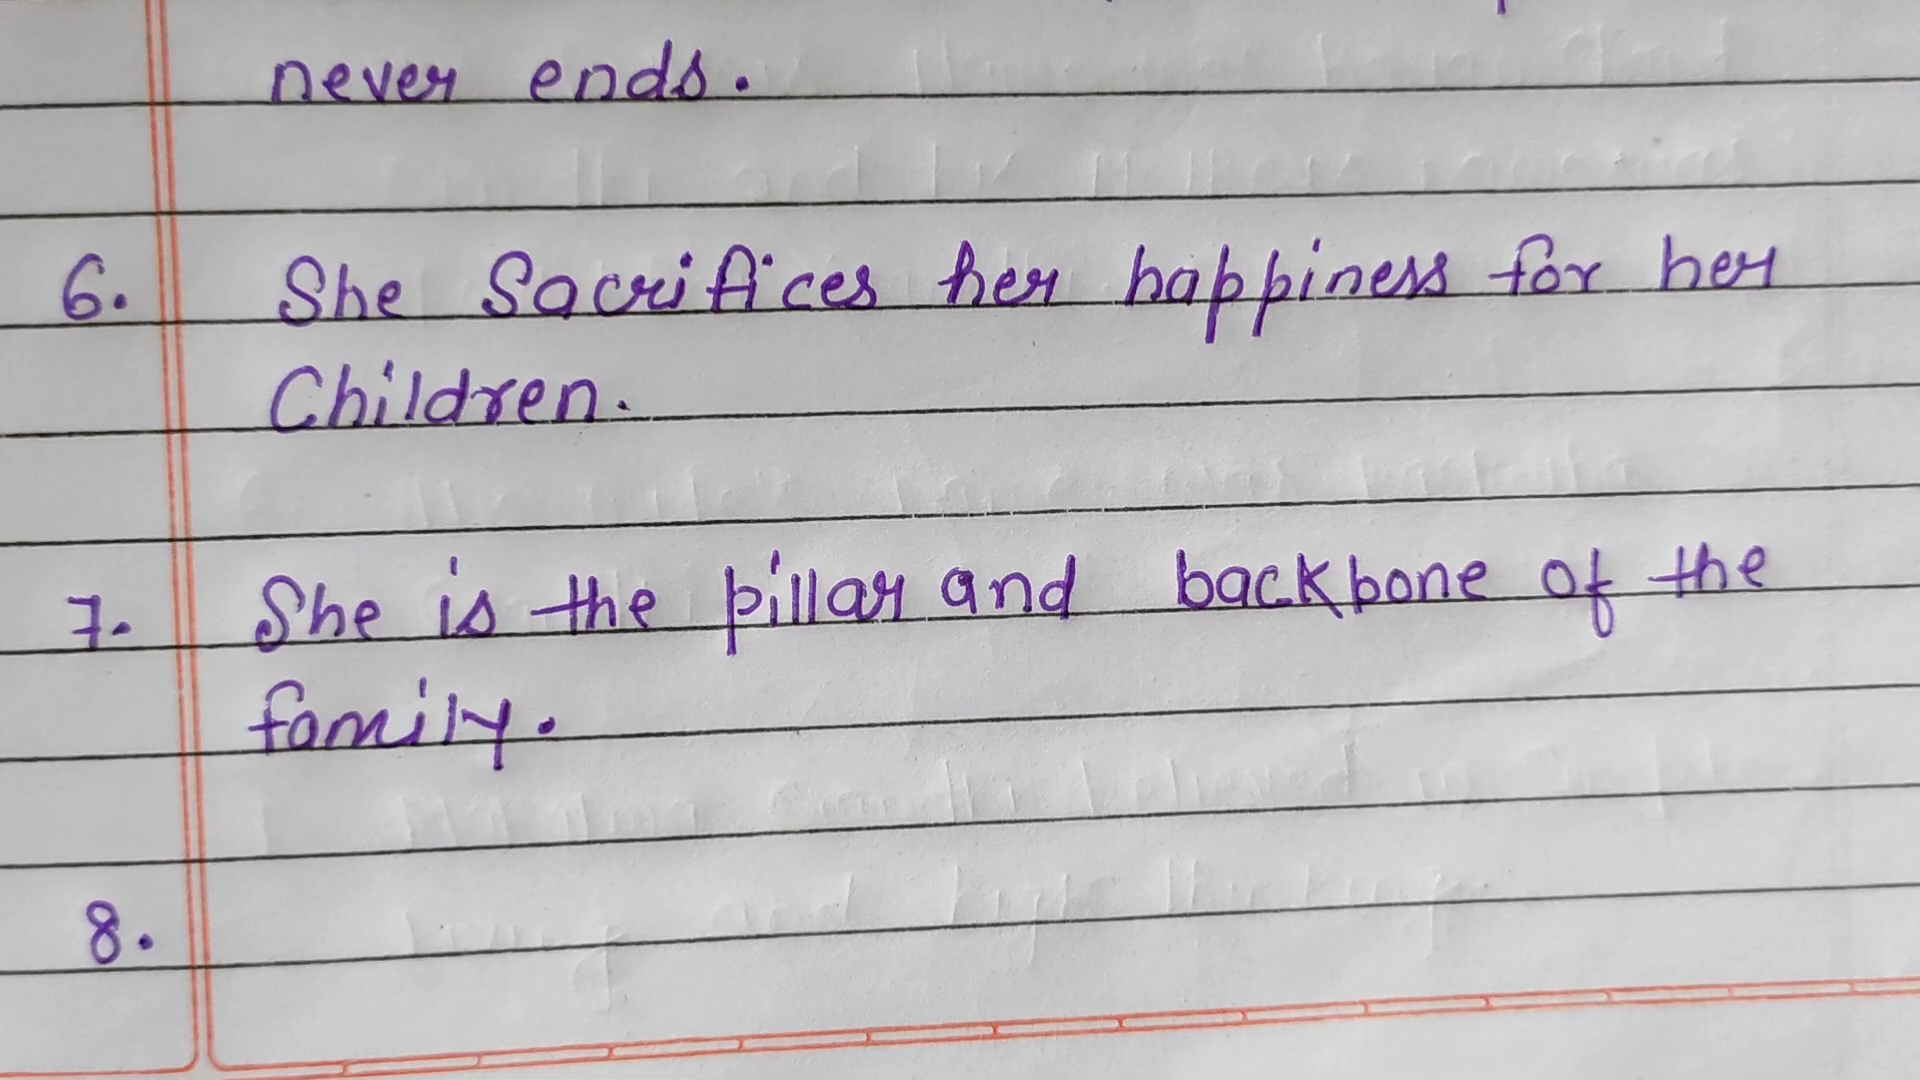 never ends.
6. She Sacrifices her happiness for her
Children.
7. She is the pillar and backbone of the
family.
8.